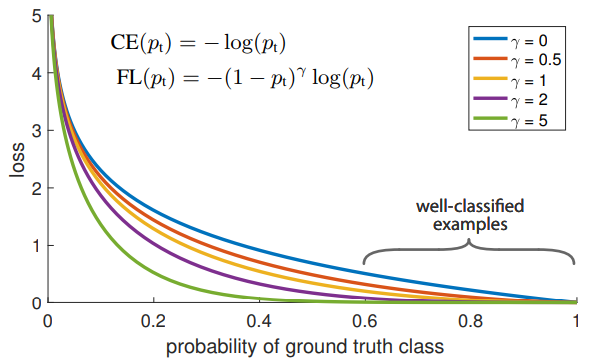 CE(pₜ) = − log(pₜ)
FL(pₜ) = −(1 − pₜ)^γ log(pₜ)
γ = 0
γ = 0.5
γ = 1
γ = 2
γ = 5
well-classified
examples
loss
5
4
3
2
1
0
0 0.2 0.4 0.6 0.8 1
probability of ground truth class